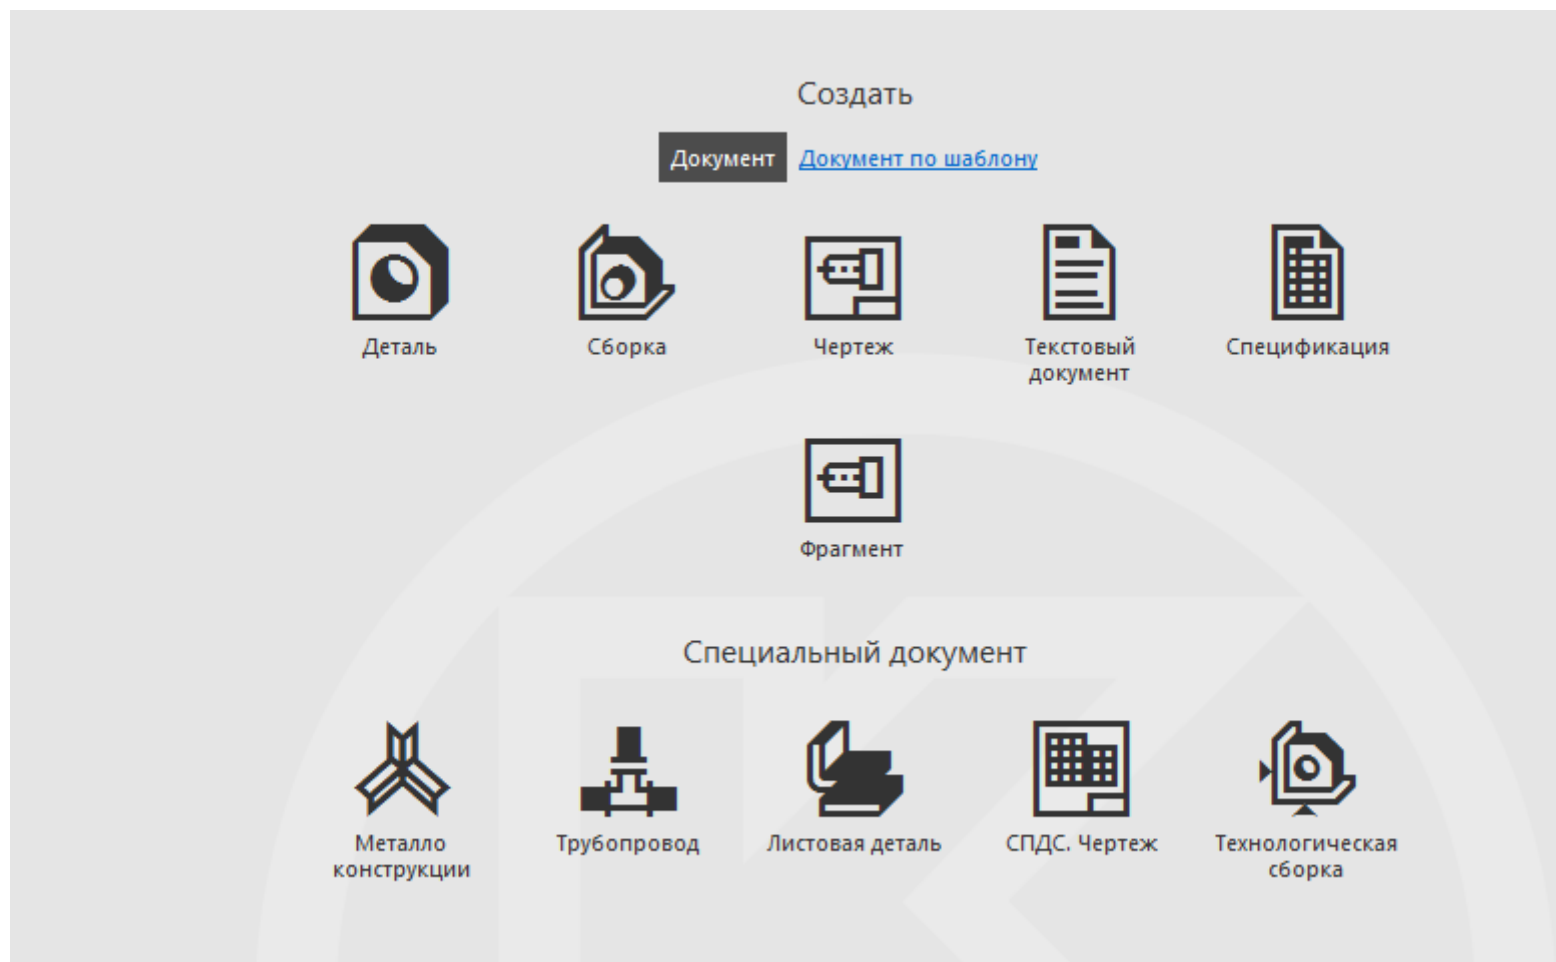 Создать
Документ Документ по шаблону
Деталь Сборка Чертеж Текстовый документ Спецификация
Фрагмент
Специальный документ
Металло конструкции Трубопровод Листовая деталь СПДС. Чертеж Технологическая сборка